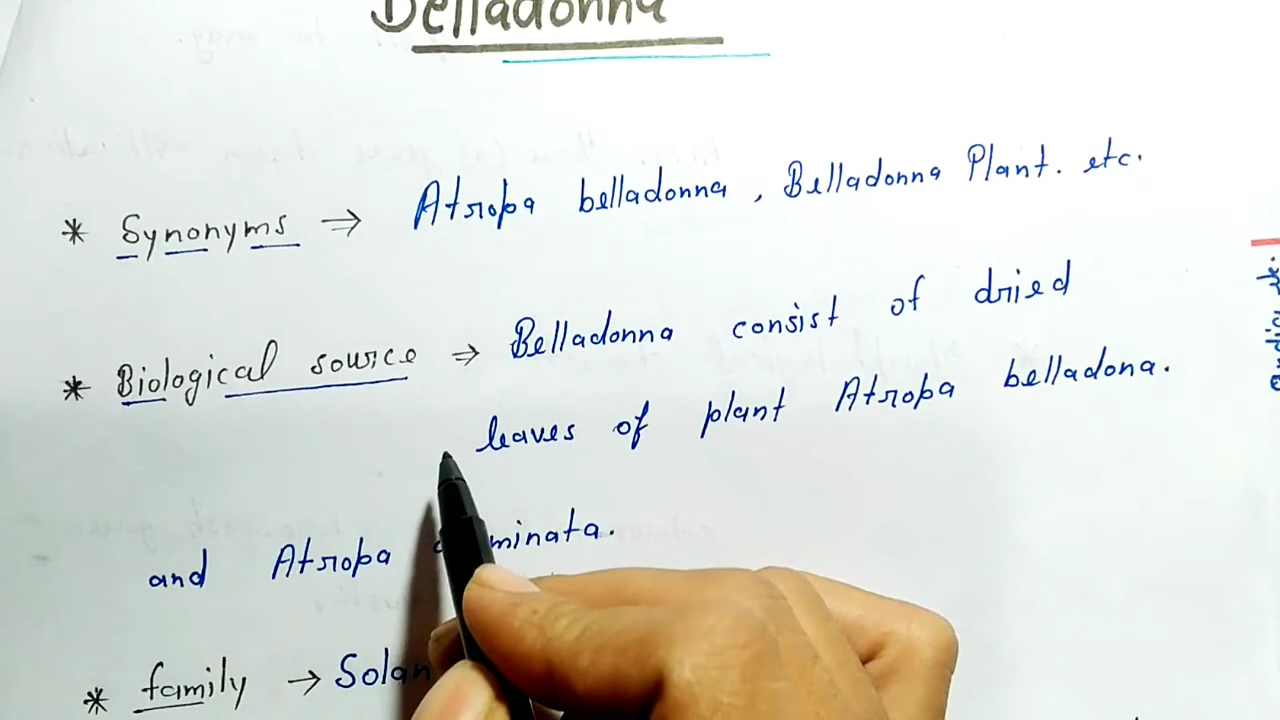 Belladonna
* Synonyms ⇒ Atropa belladonna, Belladonna Plant. etc.
* Biological source ⇒ Belladonna consist of dried
leaves of plant Atropa belladona.
and Atropa
* family → Solan